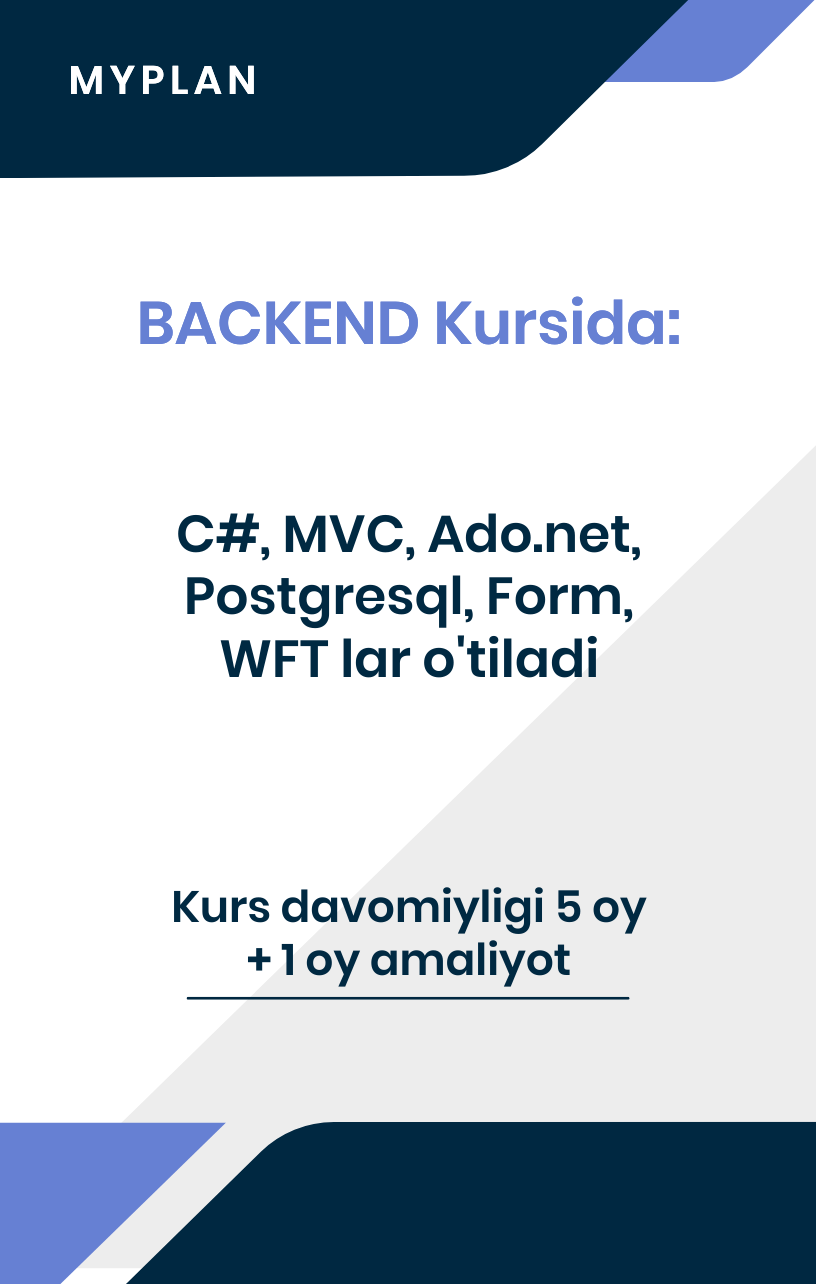 MYPLAN
BACKEND Kursida:
C#, MVC, Ado.net,
Postgresql, Form,
WFT lar o'tiladi
Kurs davomiyligi 5 oy
+ 1 oy amaliyot